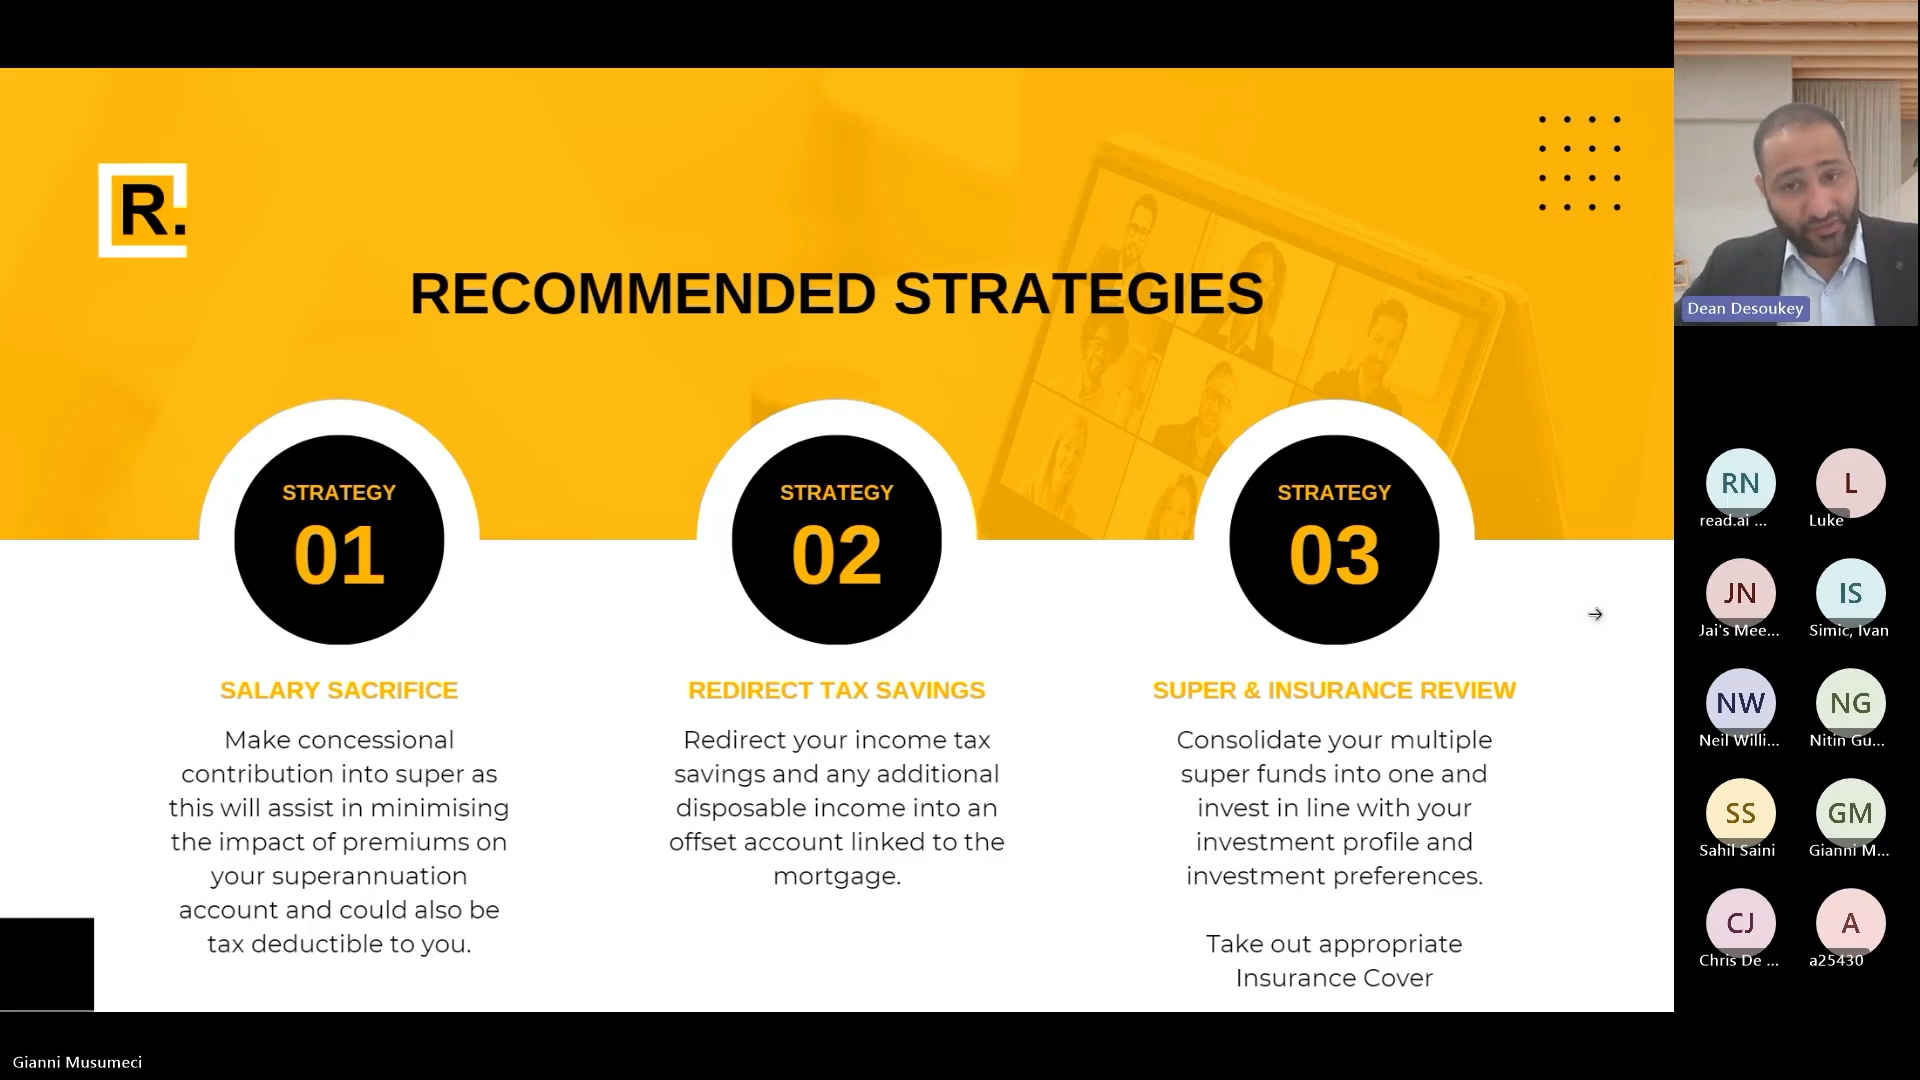 R.
RECOMMENDED STRATEGIES
STRATEGY
01
SALARY SACRIFICE
Make concessional
contribution into super as
this will assist in minimising
the impact of premiums on
your superannuation
account and could also be
tax deductible to you.
STRATEGY
02
REDIRECT TAX SAVINGS
Redirect your income tax
savings and any additional
disposable income into an
offset account linked to the
mortgage.
STRATEGY
03
SUPER & INSURANCE REVIEW
Consolidate your multiple
super funds into one and
invest in line with your
investment profile and
investment preferences.
Take out appropriate
Insurance Cover
Dean Desoukey
RN
read.ai ...
L
Luke
JN
Jai's Mee...
IS
Simic, Ivan
NW
Neil Willi...
NG
Nitin Gu...
SS
Sahil Saini
GM
Gianni M...
CJ
Chris De ...
A
a25430
Gianni Musumeci